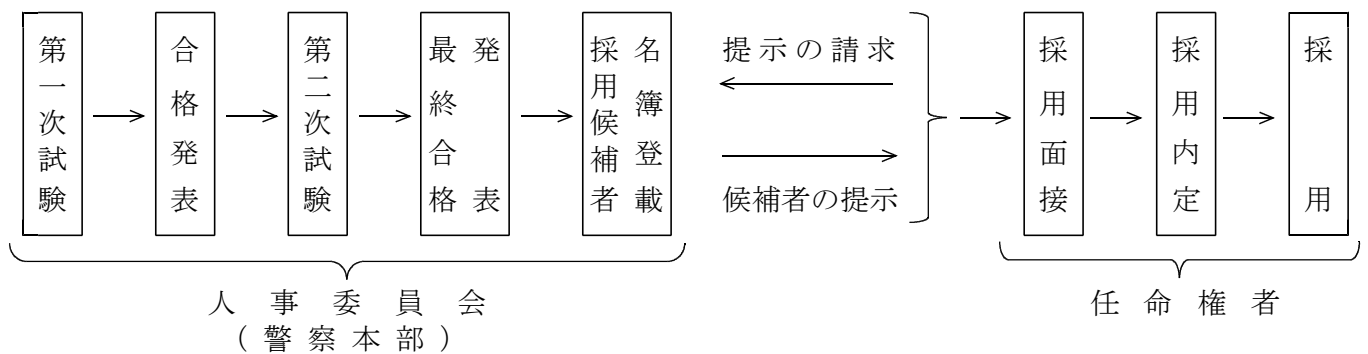 第一次試験
合格発表
第二次試験
最終合格
発表
採用候補者
名簿登載
提示の請求
候補者の提示
採用面接
採用内定
採用
人事委員会
(警察本部)
任命権者